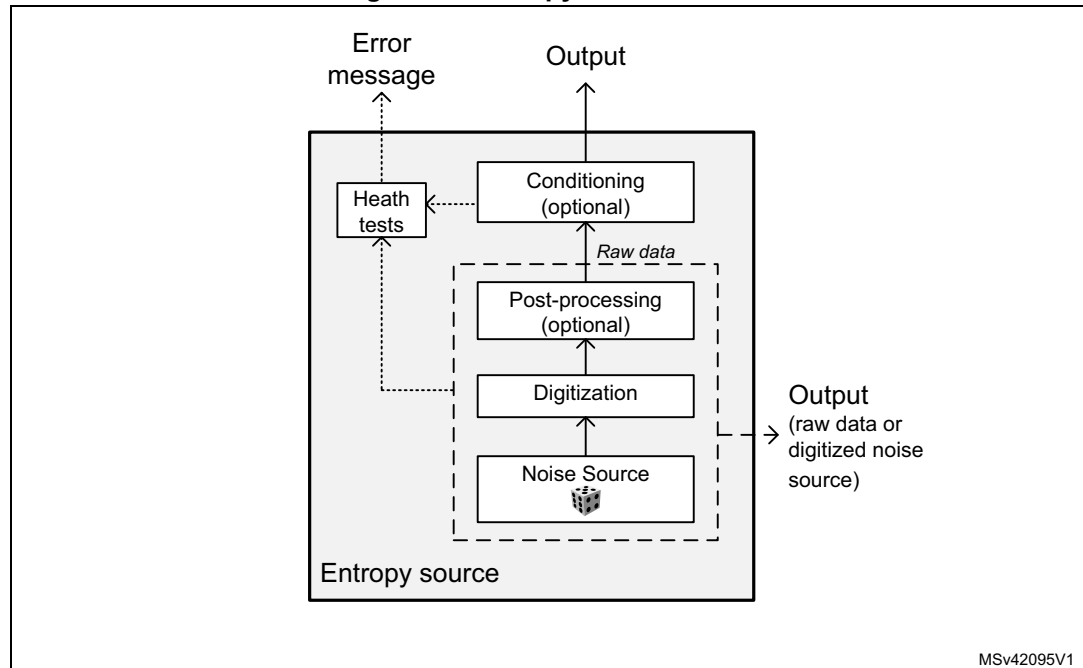 Error
message
Output
Conditioning
(optional)
Heath
tests
Raw data
Post-processing
(optional)
Digitization
Output
(raw data or
digitized noise
source)
Noise Source
Entropy source
MSv42095V1